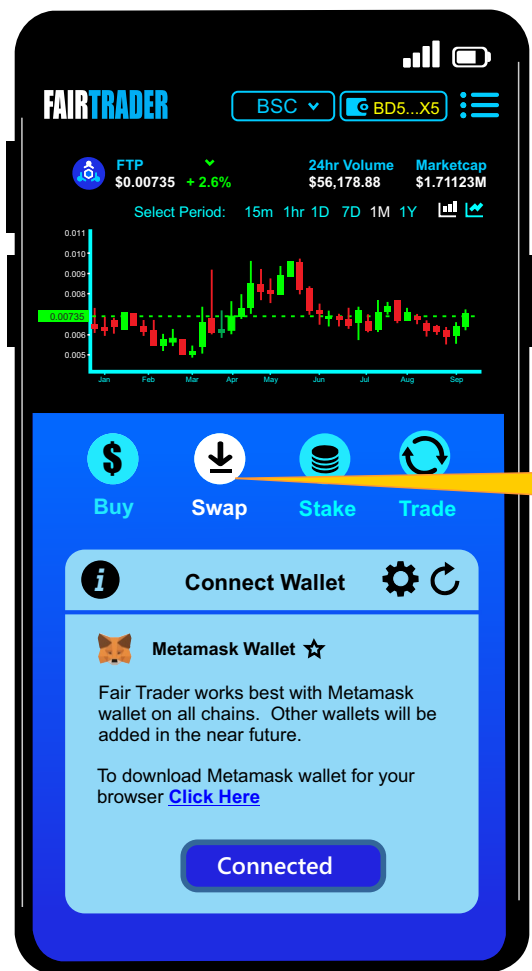 FAIRTRADER
BSC
BD5...X5
FTP
$0.00735 + 2.6%
24hr Volume
$56,178.88
Marketcap
$1.71123M
Select Period: 15m 1hr 1D 7D 1M 1Y
0.011
0.010
0.009
0.008
0.00735
0.006
0.005
Jan Feb Mar Apr May Jun Jul Aug Sep
$
Buy Swap Stake Trade
i
Connect Wallet
Metamask Wallet
Fair Trader works best with Metamask
wallet on all chains. Other wallets will be
added in the near future.
To download Metamask wallet for your
browser Click Here
Connected